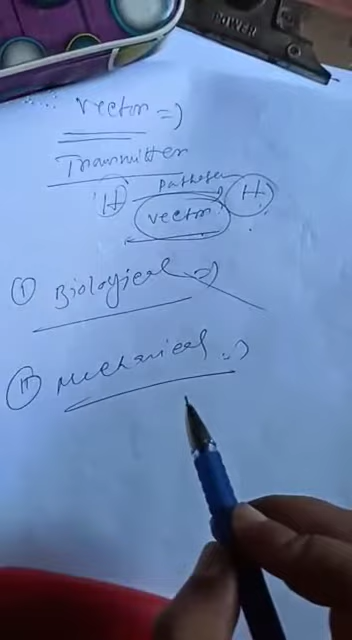 POWER
Vector =)
Transmitter
Pathogen
H vector H
(i) Biological =)
(ii) Mechanical =)